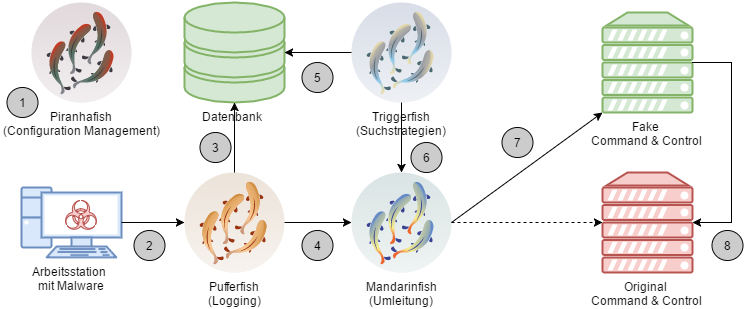 1
Piranhafish
(Configuration Management)
Datenbank
5
Triggerfish
(Suchstrategien)
3
6
7
Fake
Command & Control
2
4
8
Arbeitsstation
mit Malware
Pufferfish
(Logging)
Mandarinfish
(Umleitung)
Original
Command & Control